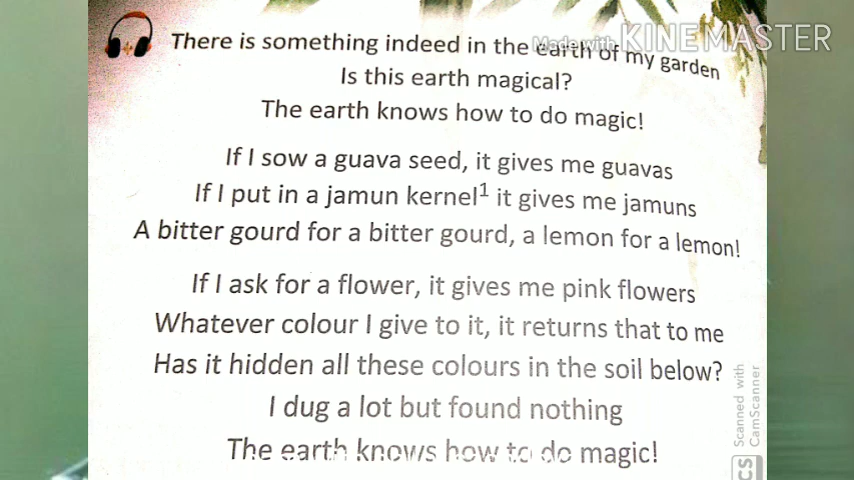 There is something indeed in the earth of my garden
Made with KINEMASTER
Is this earth magical?
The earth knows how to do magic!
If I sow a guava seed, it gives me guavas
If I put in a jamun kernel¹ it gives me jamuns
A bitter gourd for a bitter gourd, a lemon for a lemon!
If I ask for a flower, it gives me pink flowers
Whatever colour I give to it, it returns that to me
Has it hidden all these colours in the soil below?
I dug a lot but found nothing
The earth knows how to do magic!
Scanned with
CamScanner
CS